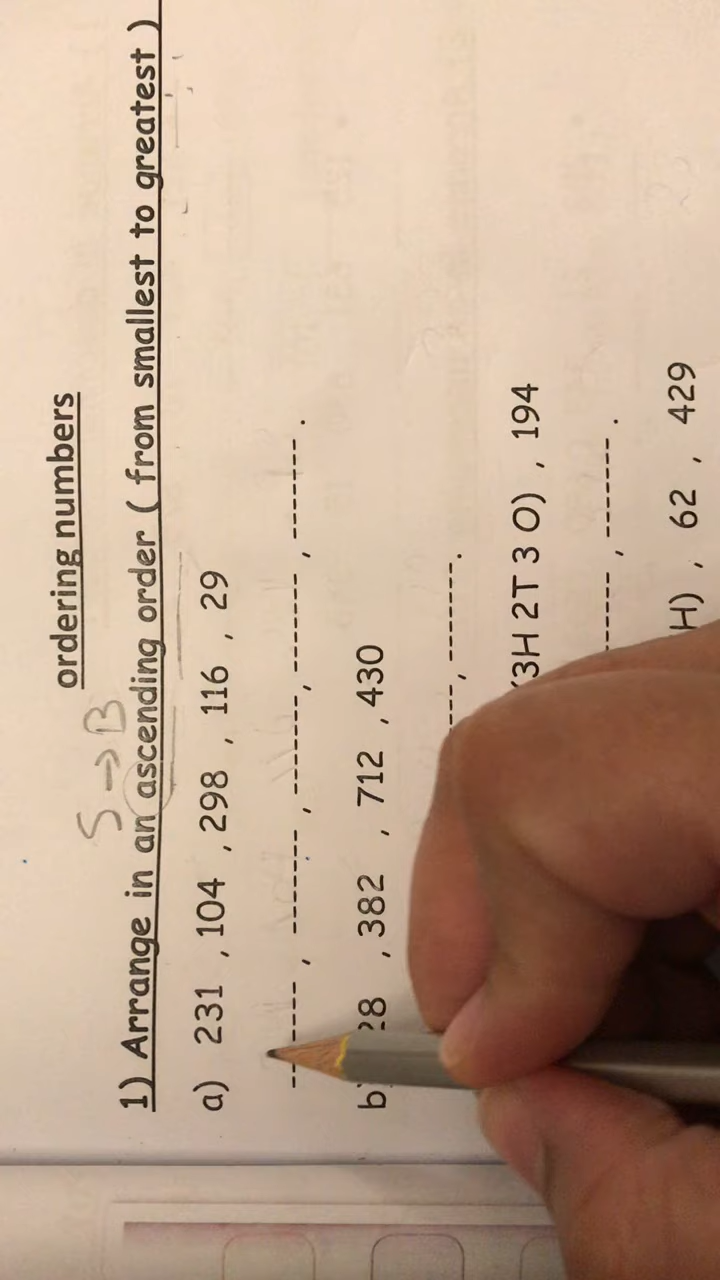 ordering numbers
S → B
1) Arrange in an ascending order ( from smallest to greatest )
a) 231 , 104 , 298 , 116 , 29
-------- , -------- , -------- , -------- , -------- .
b) , 382 , 712 , 430
--------, --------.
(3H 2T 3 O) , 194
-------- , -------- .
H) , 62 , 429